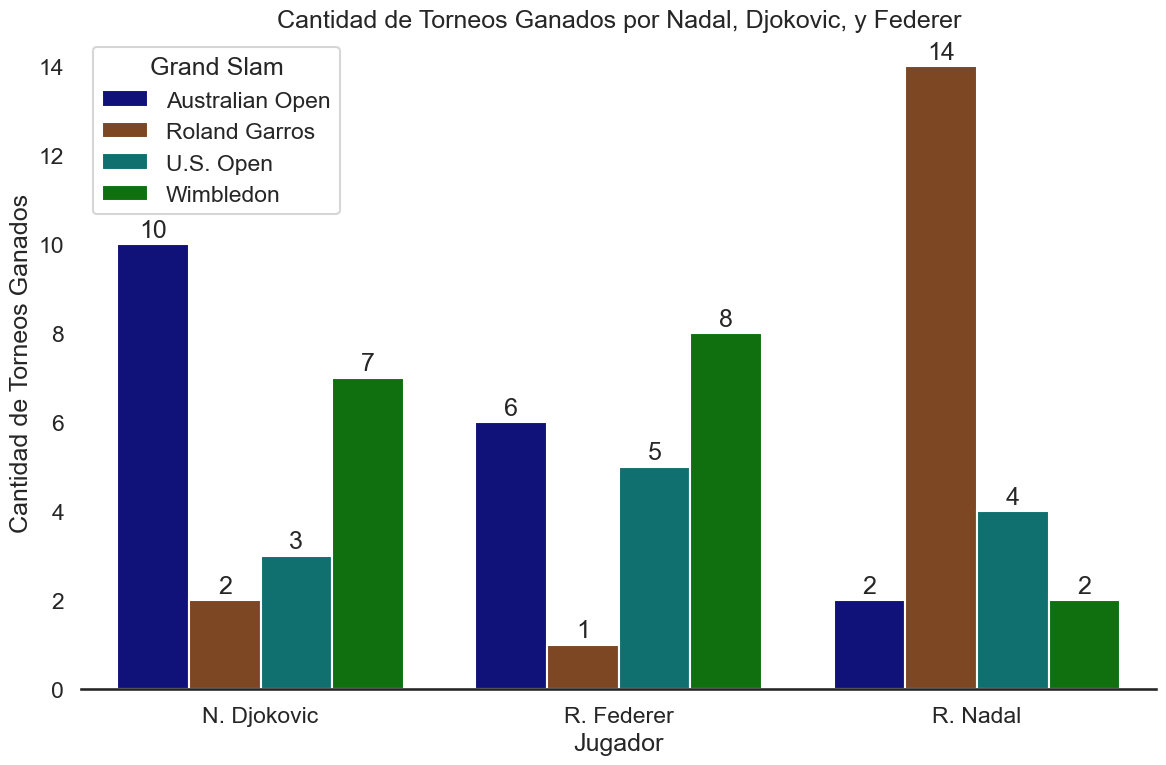 Cantidad de Torneos Ganados por Nadal, Djokovic, y Federer
Grand Slam
Australian Open
Roland Garros
U.S. Open
Wimbledon
Cantidad de Torneos Ganados
14
12
10
8
6
4
2
0
10
2
3
7
6
1
5
8
2
14
4
2
N. Djokovic
R. Federer
R. Nadal
Jugador